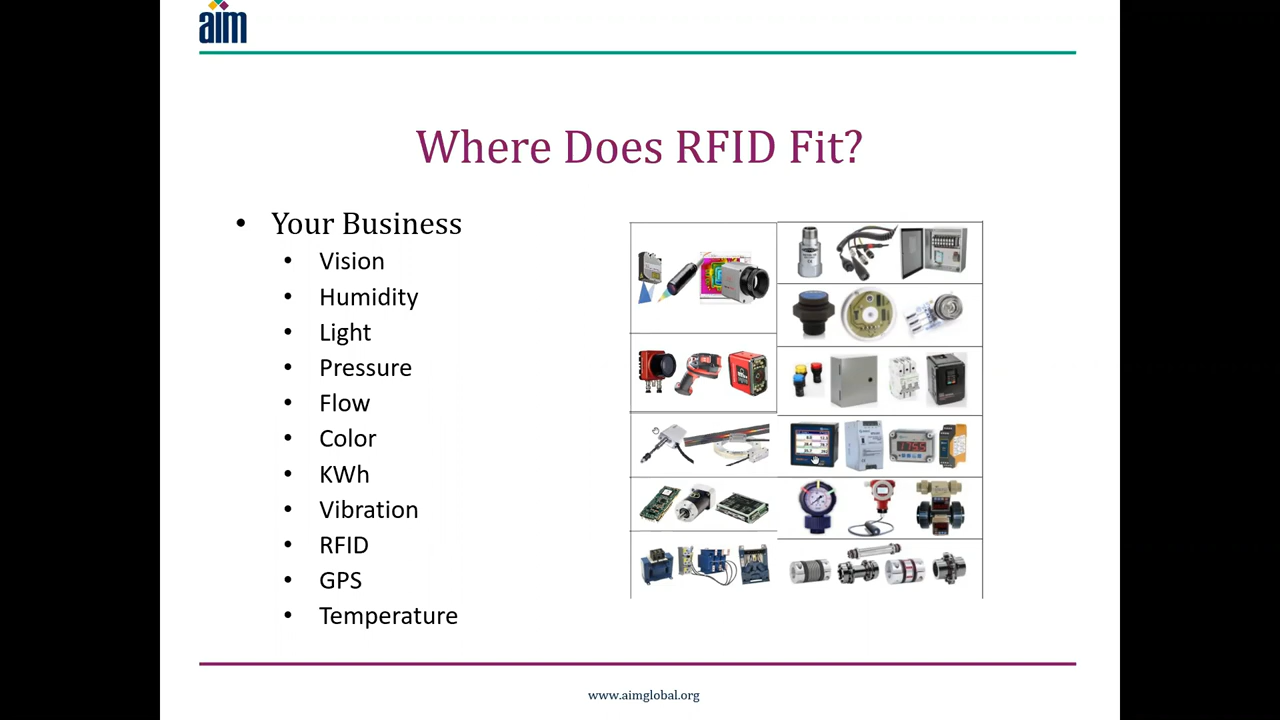 aim
Where Does RFID Fit?
• Your Business
• Vision
• Humidity
• Light
• Pressure
• Flow
• Color
• KWh
• Vibration
• RFID
• GPS
• Temperature
www.aimglobal.org